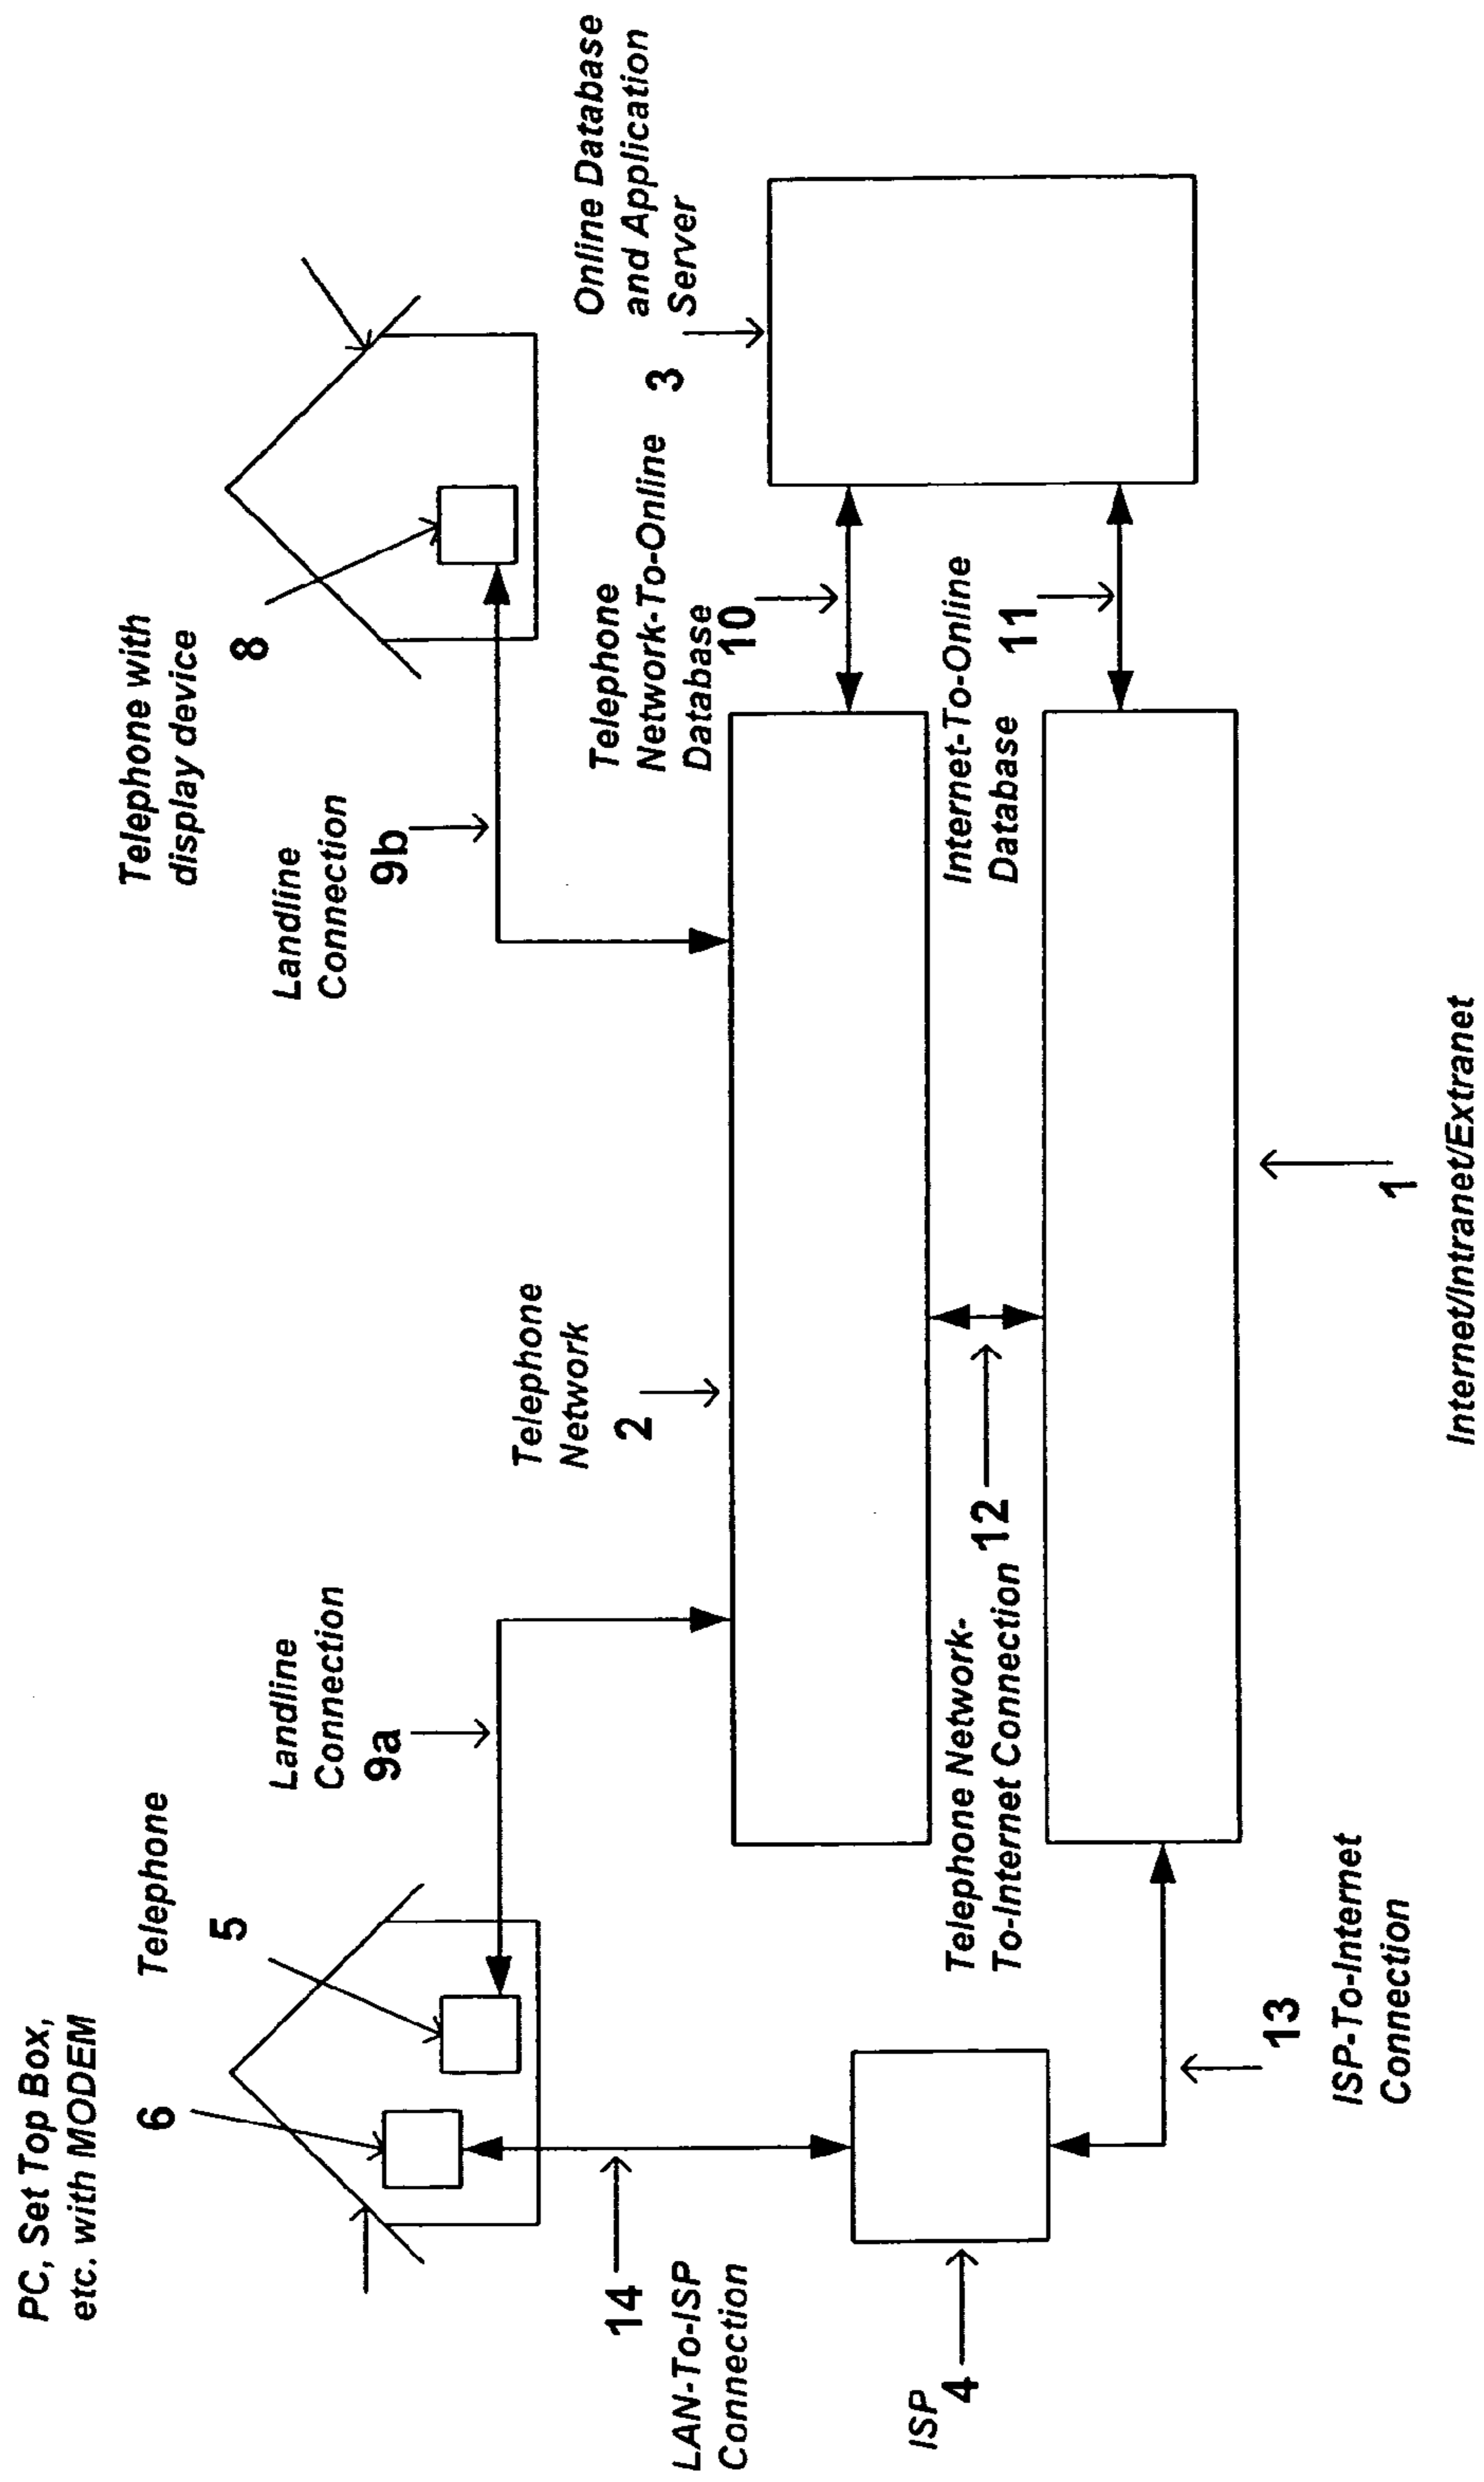 PC, Set Top Box,
etc. with MODEM
6
Telephone
5
Landline
Connection
9a
Telephone
Network
2
Landline
Connection
9b
Telephone with
display device
8
Telephone
Network-To-Online
Database
10
Online Database
and Application
Server
3
Internet-To-Online
Database
11
Telephone Network-
To-Internet Connection 12
14
LAN-To-ISP
Connection
ISP
4
13
ISP-To-Internet
Connection
1
Internet/Intranet/Extranet